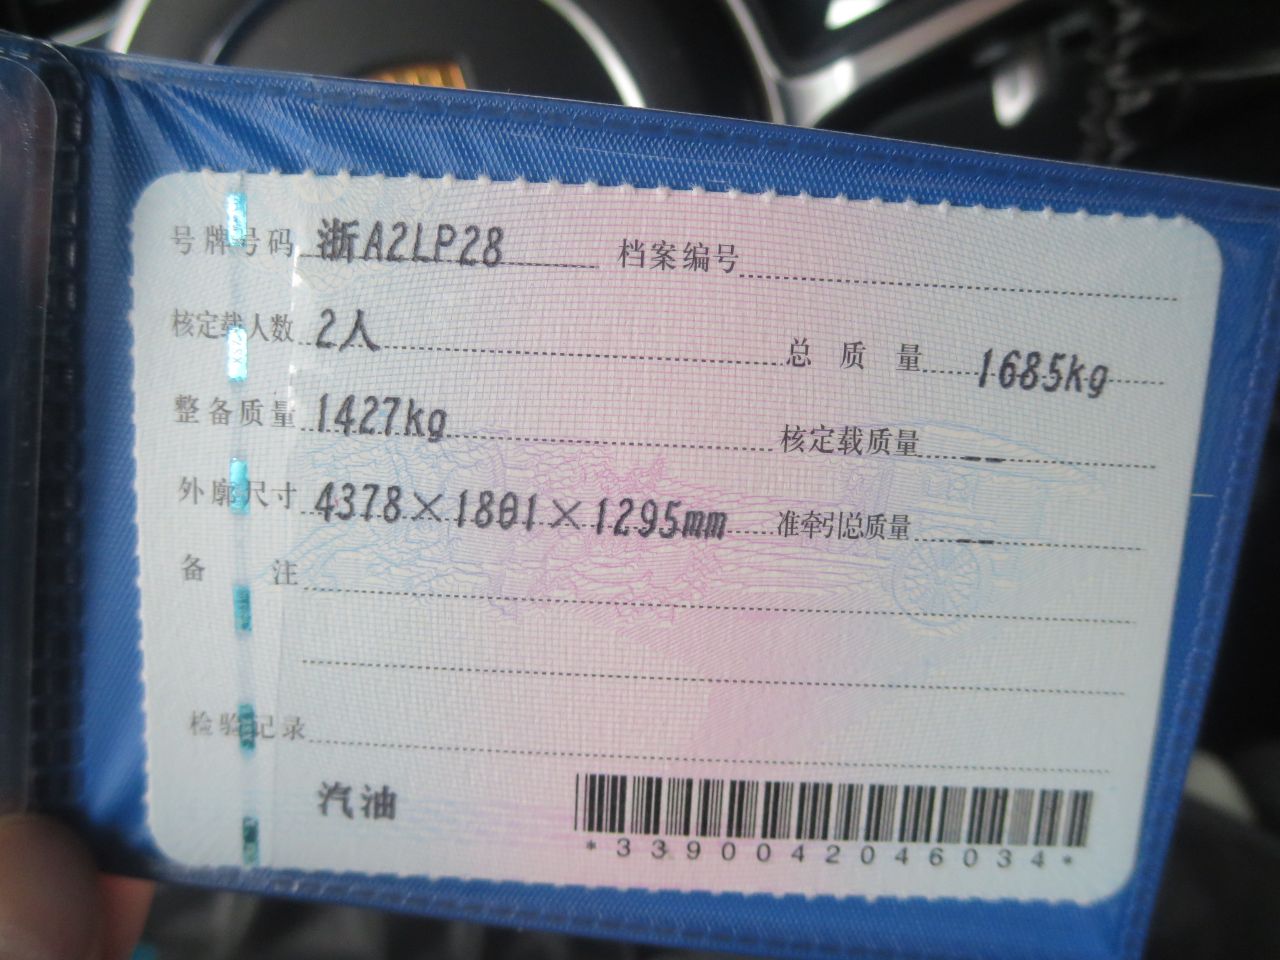 号牌号码 浙A2LP28 档案编号
核定载人数 2人 总质量 1685kg
整备质量 1427kg 核定载质量 --
外廓尺寸 4378×1801×1295mm 准牵引总质量 --
备注
检验记录
汽油
*3390042046034*